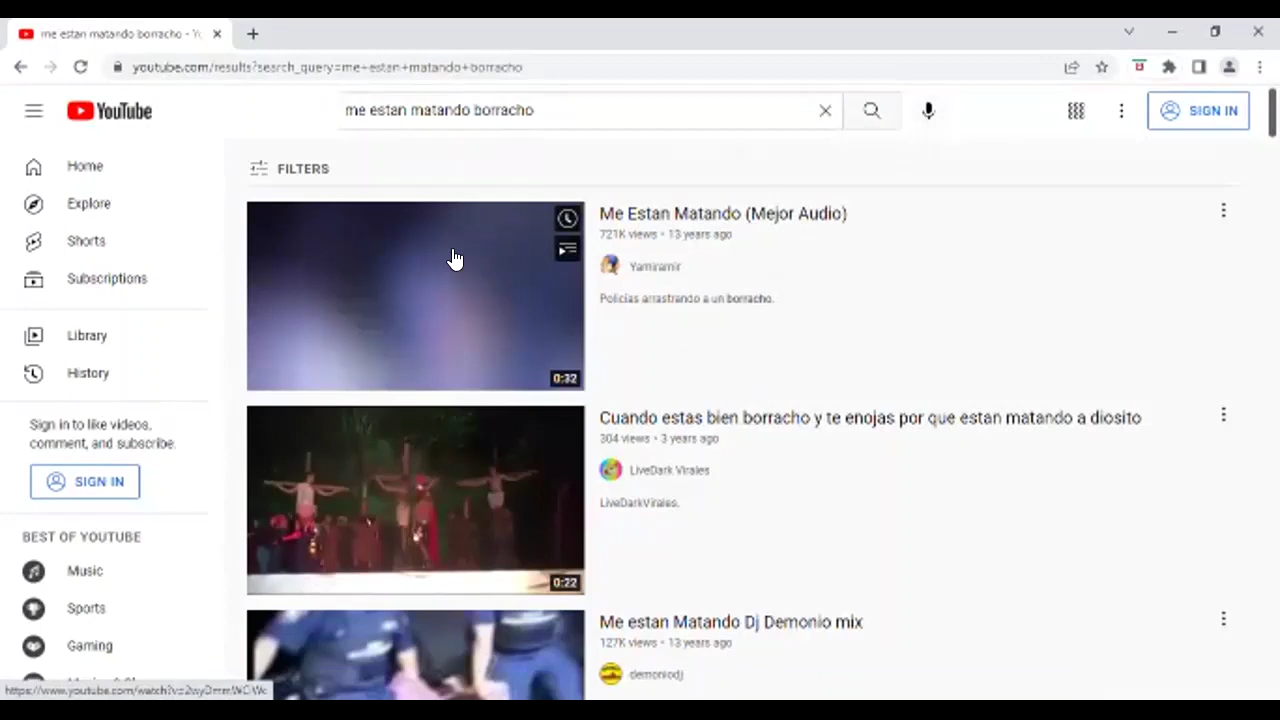 me estan matando borracho - Yo
youtube.com/results?search_query=me+estan+matando+borracho
YouTube
me estan matando borracho
SIGN IN
Home
Explore
Shorts
Subscriptions
Library
History
Sign in to like videos,
comment, and subscribe.
SIGN IN
BEST OF YOUTUBE
Music
Sports
Gaming
FILTERS
0:32
Me Estan Matando (Mejor Audio)
721K views • 13 years ago
Yamiramir
Policias arrastrando a un borracho.
0:22
Cuando estas bien borracho y te enojas por que estan matando a diosito
304 views • 3 years ago
LiveDark Virales
LiveDarkVirales.
Me estan Matando Dj Demonio mix
127K views • 13 years ago
demoniodj